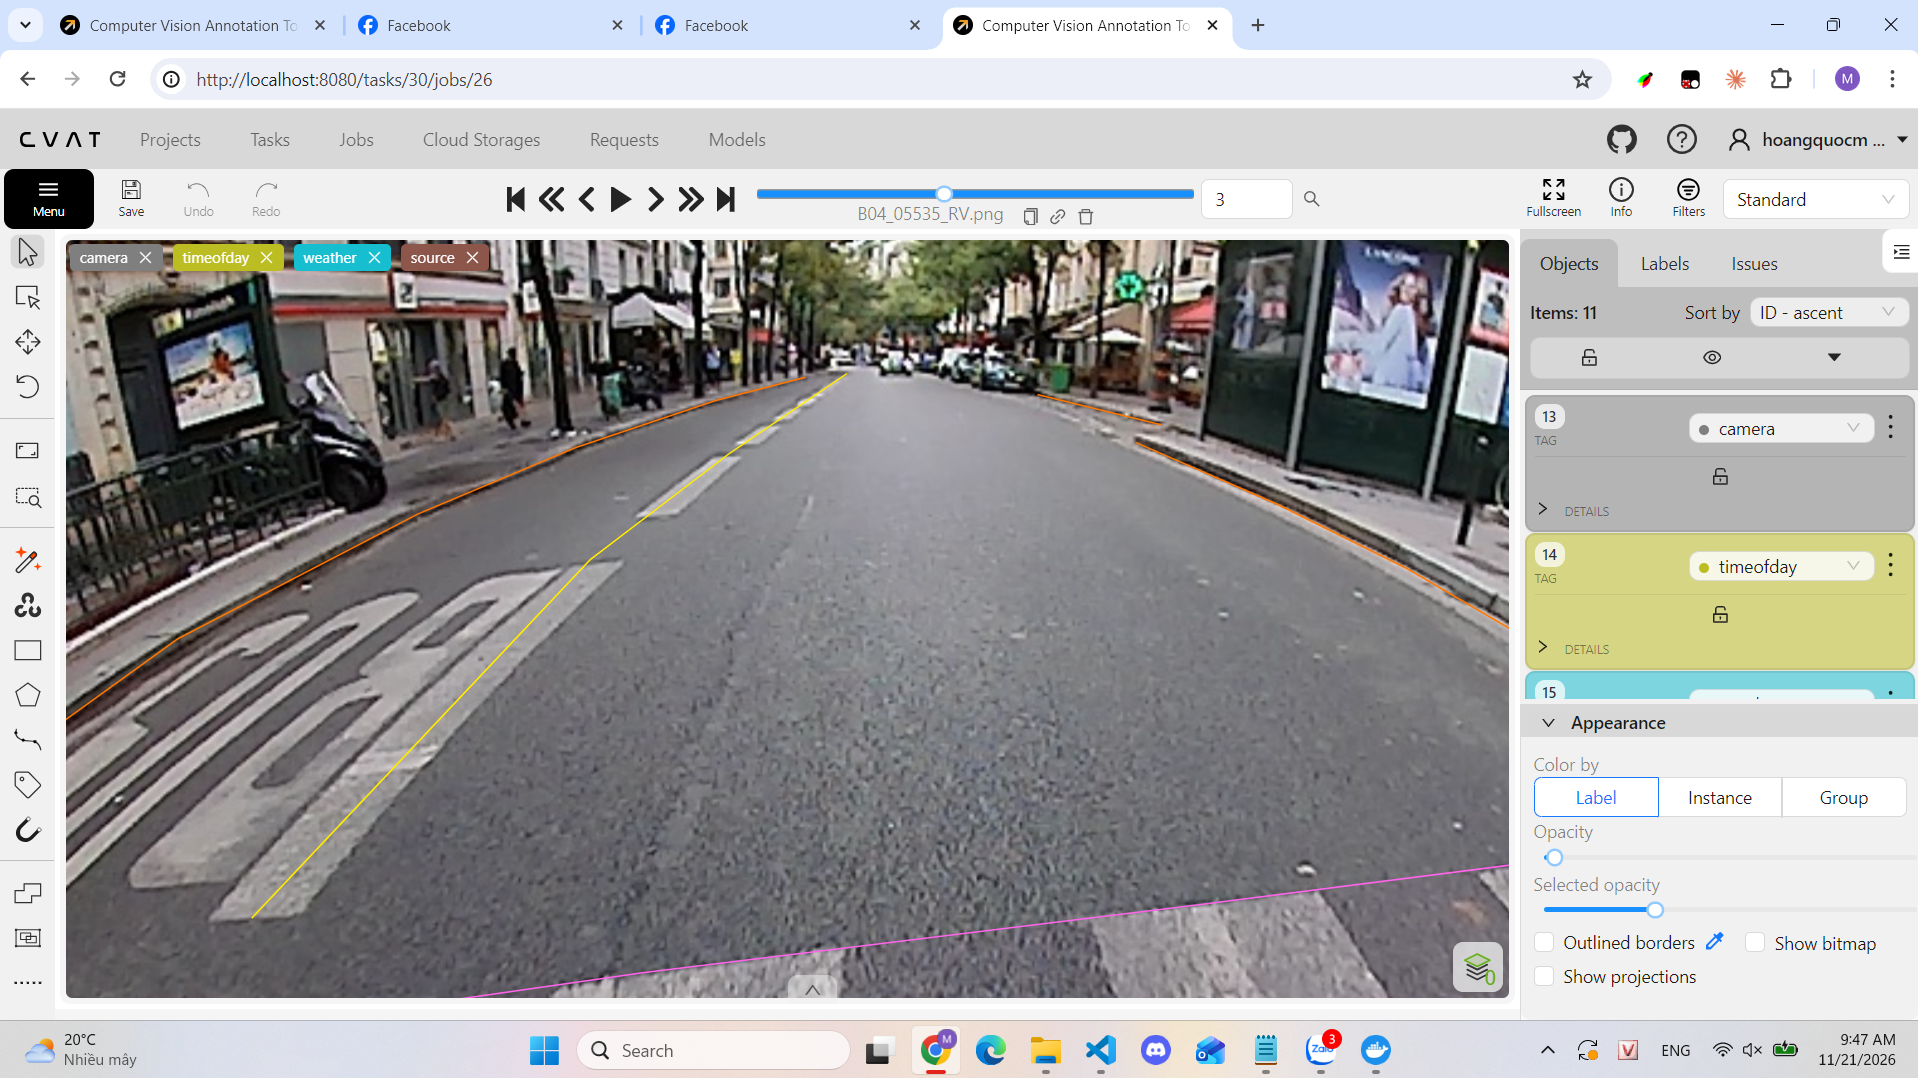 Computer Vision Annotation To
Facebook
Facebook
Computer Vision Annotation To
http://localhost:8080/tasks/30/jobs/26
M
CVAT
Projects
Tasks
Jobs
Cloud Storages
Requests
Models
hoangquocm ...
Menu
Save
Undo
Redo
B04_05535_RV.png
3
Fullscreen
Info
Filters
Standard
camera
timeofday
weather
source
Objects
Labels
Issues
Items: 11
Sort by
ID - ascent
13
TAG
camera
DETAILS
14
TAG
timeofday
DETAILS
15
Appearance
Color by
Label
Instance
Group
Opacity
Selected opacity
Outlined borders
Show bitmap
Show projections
0
20°C
Nhiều mây
Search
M
Zalo
3
V
ENG
9:47 AM
11/21/2026